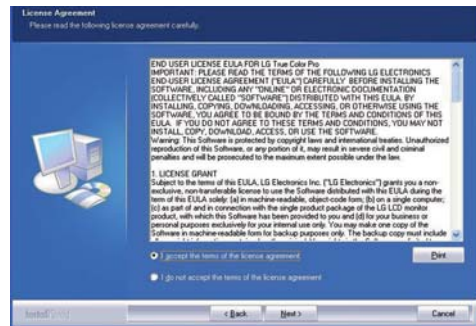 License Agreement
Please read the following license agreement carefully.
END USER LICENSE EULA FOR LG True Color Pro
IMPORTANT: PLEASE READ THE TERMS OF THE FOLLOWING LG ELECTRONICS
END-USER LICENSE AGREEMENT ("EULA") CAREFULLY BEFORE INSTALLING THE
SOFTWARE, INCLUDING ANY "ONLINE" OR ELECTRONIC DOCUMENTATION
(COLLECTIVELY CALLED "SOFTWARE") DISTRIBUTED WITH THIS EULA. BY
INSTALLING, COPYING, DOWNLOADING, ACCESSING, OR OTHERWISE USING THE
SOFTWARE, YOU AGREE TO BE BOUND BY THE TERMS AND CONDITIONS OF THIS
EULA. IF YOU DO NOT AGREE TO THESE TERMS AND CONDITIONS, YOU MAY NOT
INSTALL, COPY, DOWNLOAD, ACCESS, OR USE THE SOFTWARE.
Warning: This Software is protected by copyright laws and international treaties. Unauthorized
reproduction of this Software, or any portion of it, may result in severe civil and criminal
penalties and will be prosecuted to the maximum extent possible under the law.
1. LICENSE GRANT
Subject to the terms of this EULA, LG Electronics Inc. ("LG Electronics") grants you a non-
exclusive, non-transferable license to use the Software distributed with this EULA during the
term of this EULA solely: (a) in machine-readable, object-code form; (b) on a single computer;
(c) as part of and in connection with the single product package of the LG LCD monitor
product, with which this Software has been provided to you and (d) for your business or
personal purposes exclusively for your internal use only. You may make one copy of the
Software in machine-readable form for backup purposes only. The backup copy must include
I accept the terms of the license agreement
Print
I do not accept the terms of the license agreement
InstallShield
< Back
Next >
Cancel